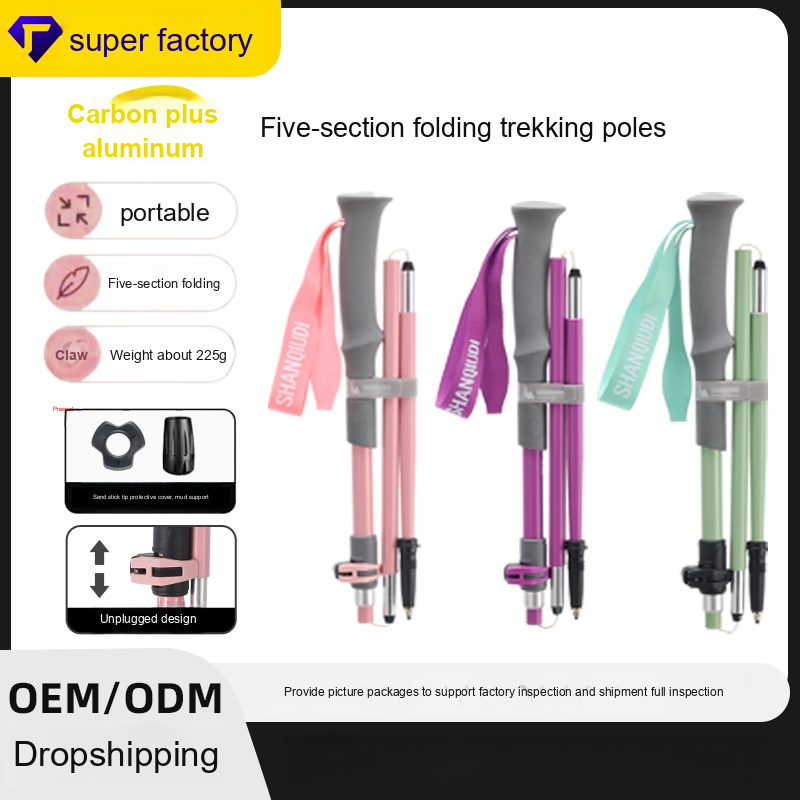 super factory
Carbon plus
aluminum
Five-section folding trekking poles
portable
Five-section folding
Claw
Weight about 225g
Present
Send stick tip protective cover, mud support
Unplugged design
SHANQIUDI
SHANQIUDI
SHANQIUDI
OEM/ODM
Provide picture packages to support factory inspection and shipment full inspection
Dropshipping